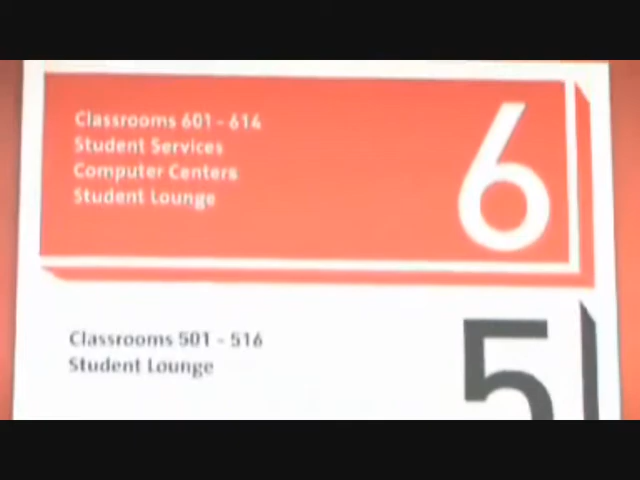 Classrooms 601 - 614
Student Services
Computer Centers
Student Lounge
6
Classrooms 501 - 516
Student Lounge
5